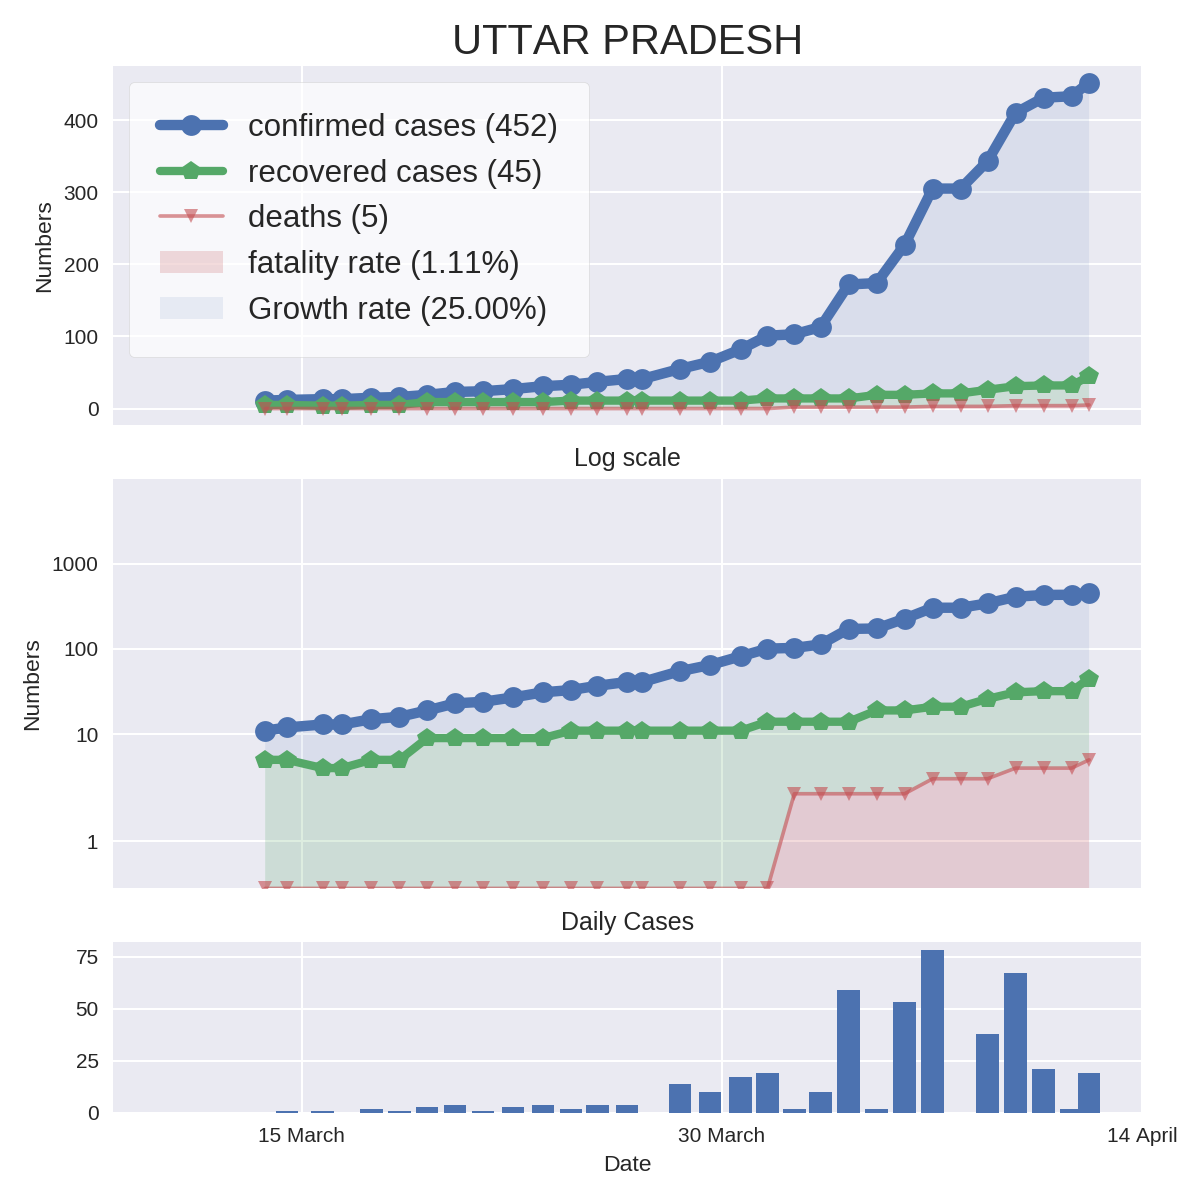 UTTAR PRADESH
confirmed cases (452)
recovered cases (45)
deaths (5)
fatality rate (1.11%)
Growth rate (25.00%)
400
300
200
100
0
Numbers
Log scale
1000
100
10
1
Numbers
Daily Cases
75
50
25
0
15 March 30 March 14 April
Date